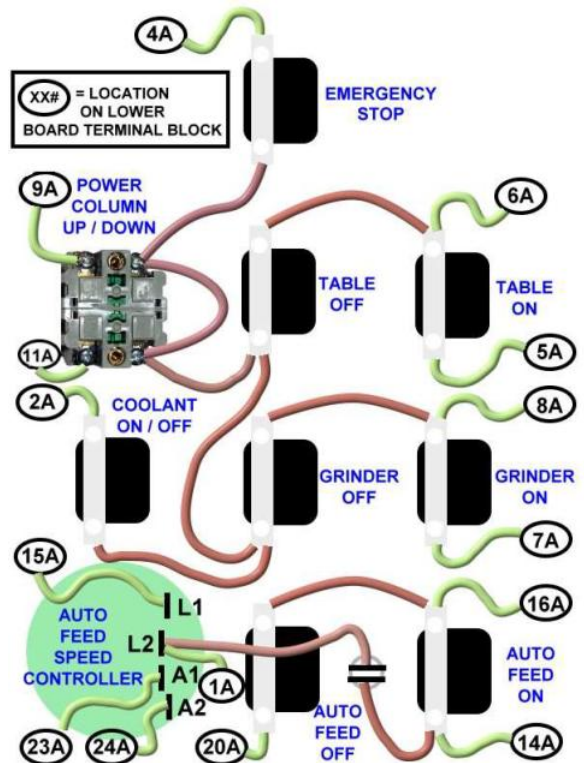 4A
XX# = LOCATION
ON LOWER
BOARD TERMINAL BLOCK
EMERGENCY
STOP
9A
POWER
COLUMN
UP / DOWN
6A
TABLE
OFF
TABLE
ON
11A
5A
2A
COOLANT
ON / OFF
8A
GRINDER
OFF
GRINDER
ON
7A
15A
L1
16A
AUTO
FEED
SPEED
CONTROLLER
L2
A1
A2
1A
AUTO
FEED
OFF
AUTO
FEED
ON
23A
24A
20A
14A